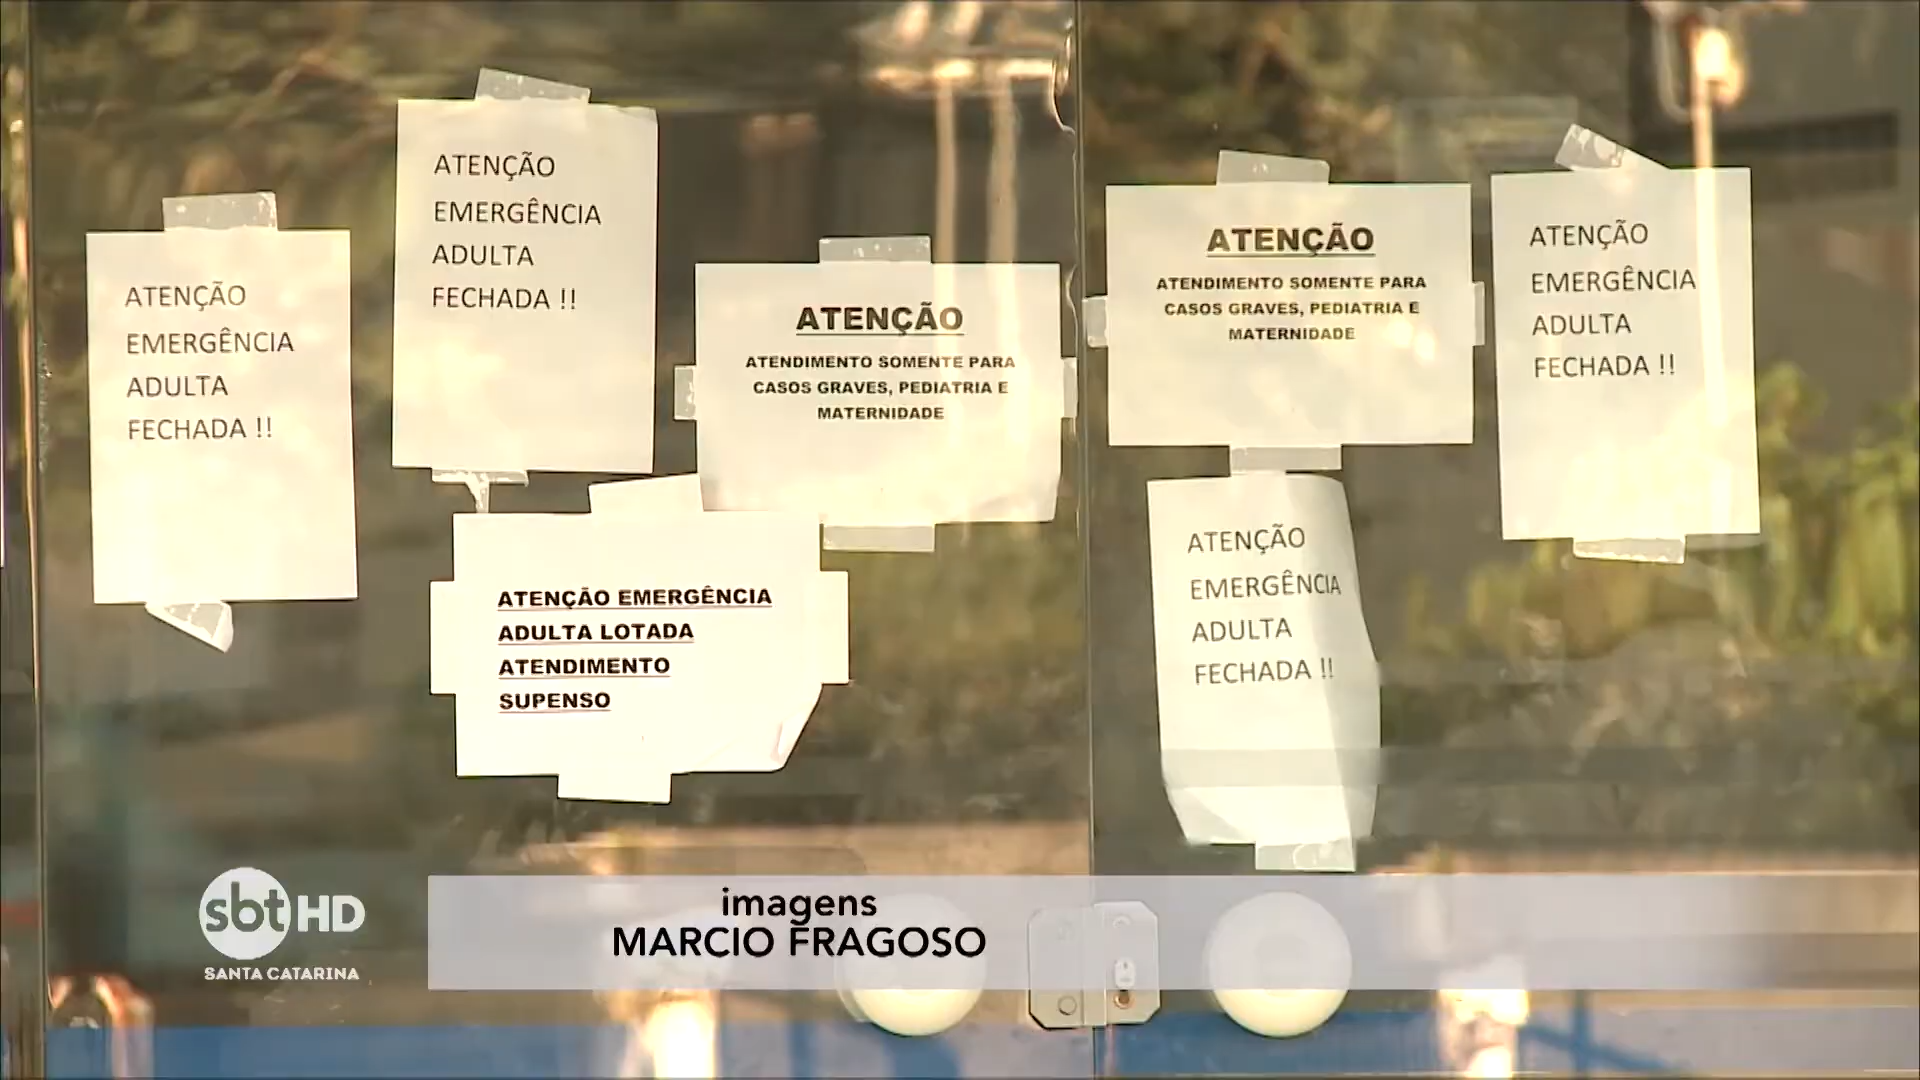 ATENÇÃO
EMERGÊNCIA
ADULTA
FECHADA !!
ATENÇÃO
EMERGÊNCIA
ADULTA
FECHADA !!
ATENÇÃO
ATENDIMENTO SOMENTE PARA
CASOS GRAVES, PEDIATRIA E
MATERNIDADE
ATENÇÃO
ATENDIMENTO SOMENTE PARA
CASOS GRAVES, PEDIATRIA E
MATERNIDADE
ATENÇÃO
EMERGÊNCIA
ADULTA
FECHADA !!
ATENÇÃO EMERGÊNCIA
ADULTA LOTADA
ATENDIMENTO
SUPENSO
ATENÇÃO
EMERGÊNCIA
ADULTA
FECHADA !!
sbt HD
SANTA CATARINA
imagens
MARCIO FRAGOSO